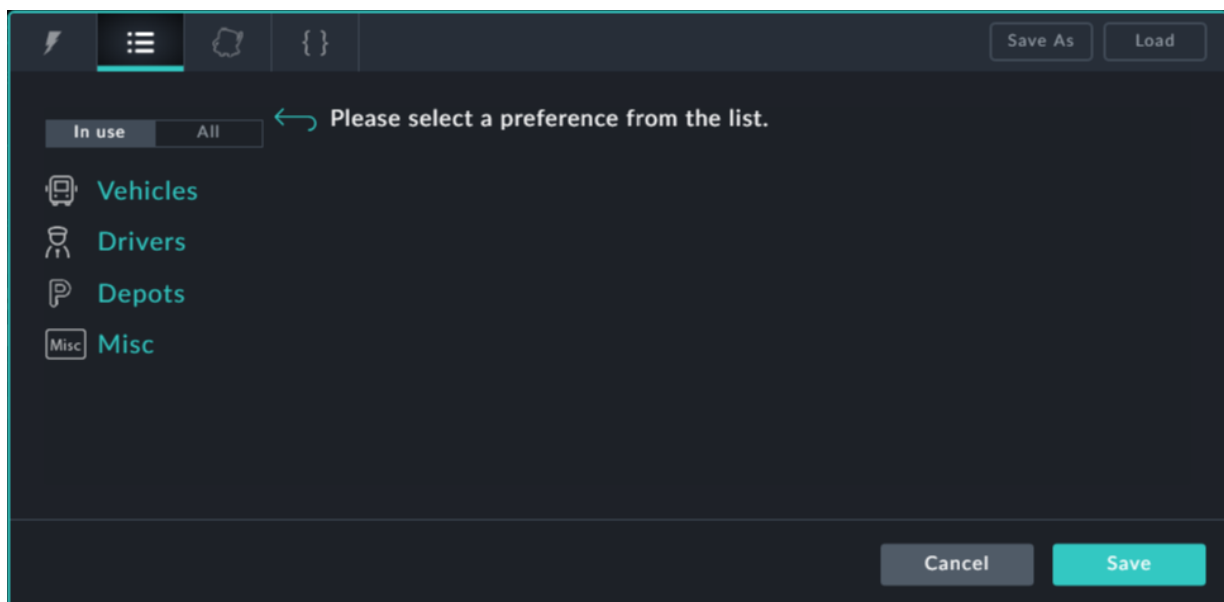 { }
Save As
Load
In use
All
Please select a preference from the list.
Vehicles
Drivers
P
Depots
Misc
Misc
Cancel
Save